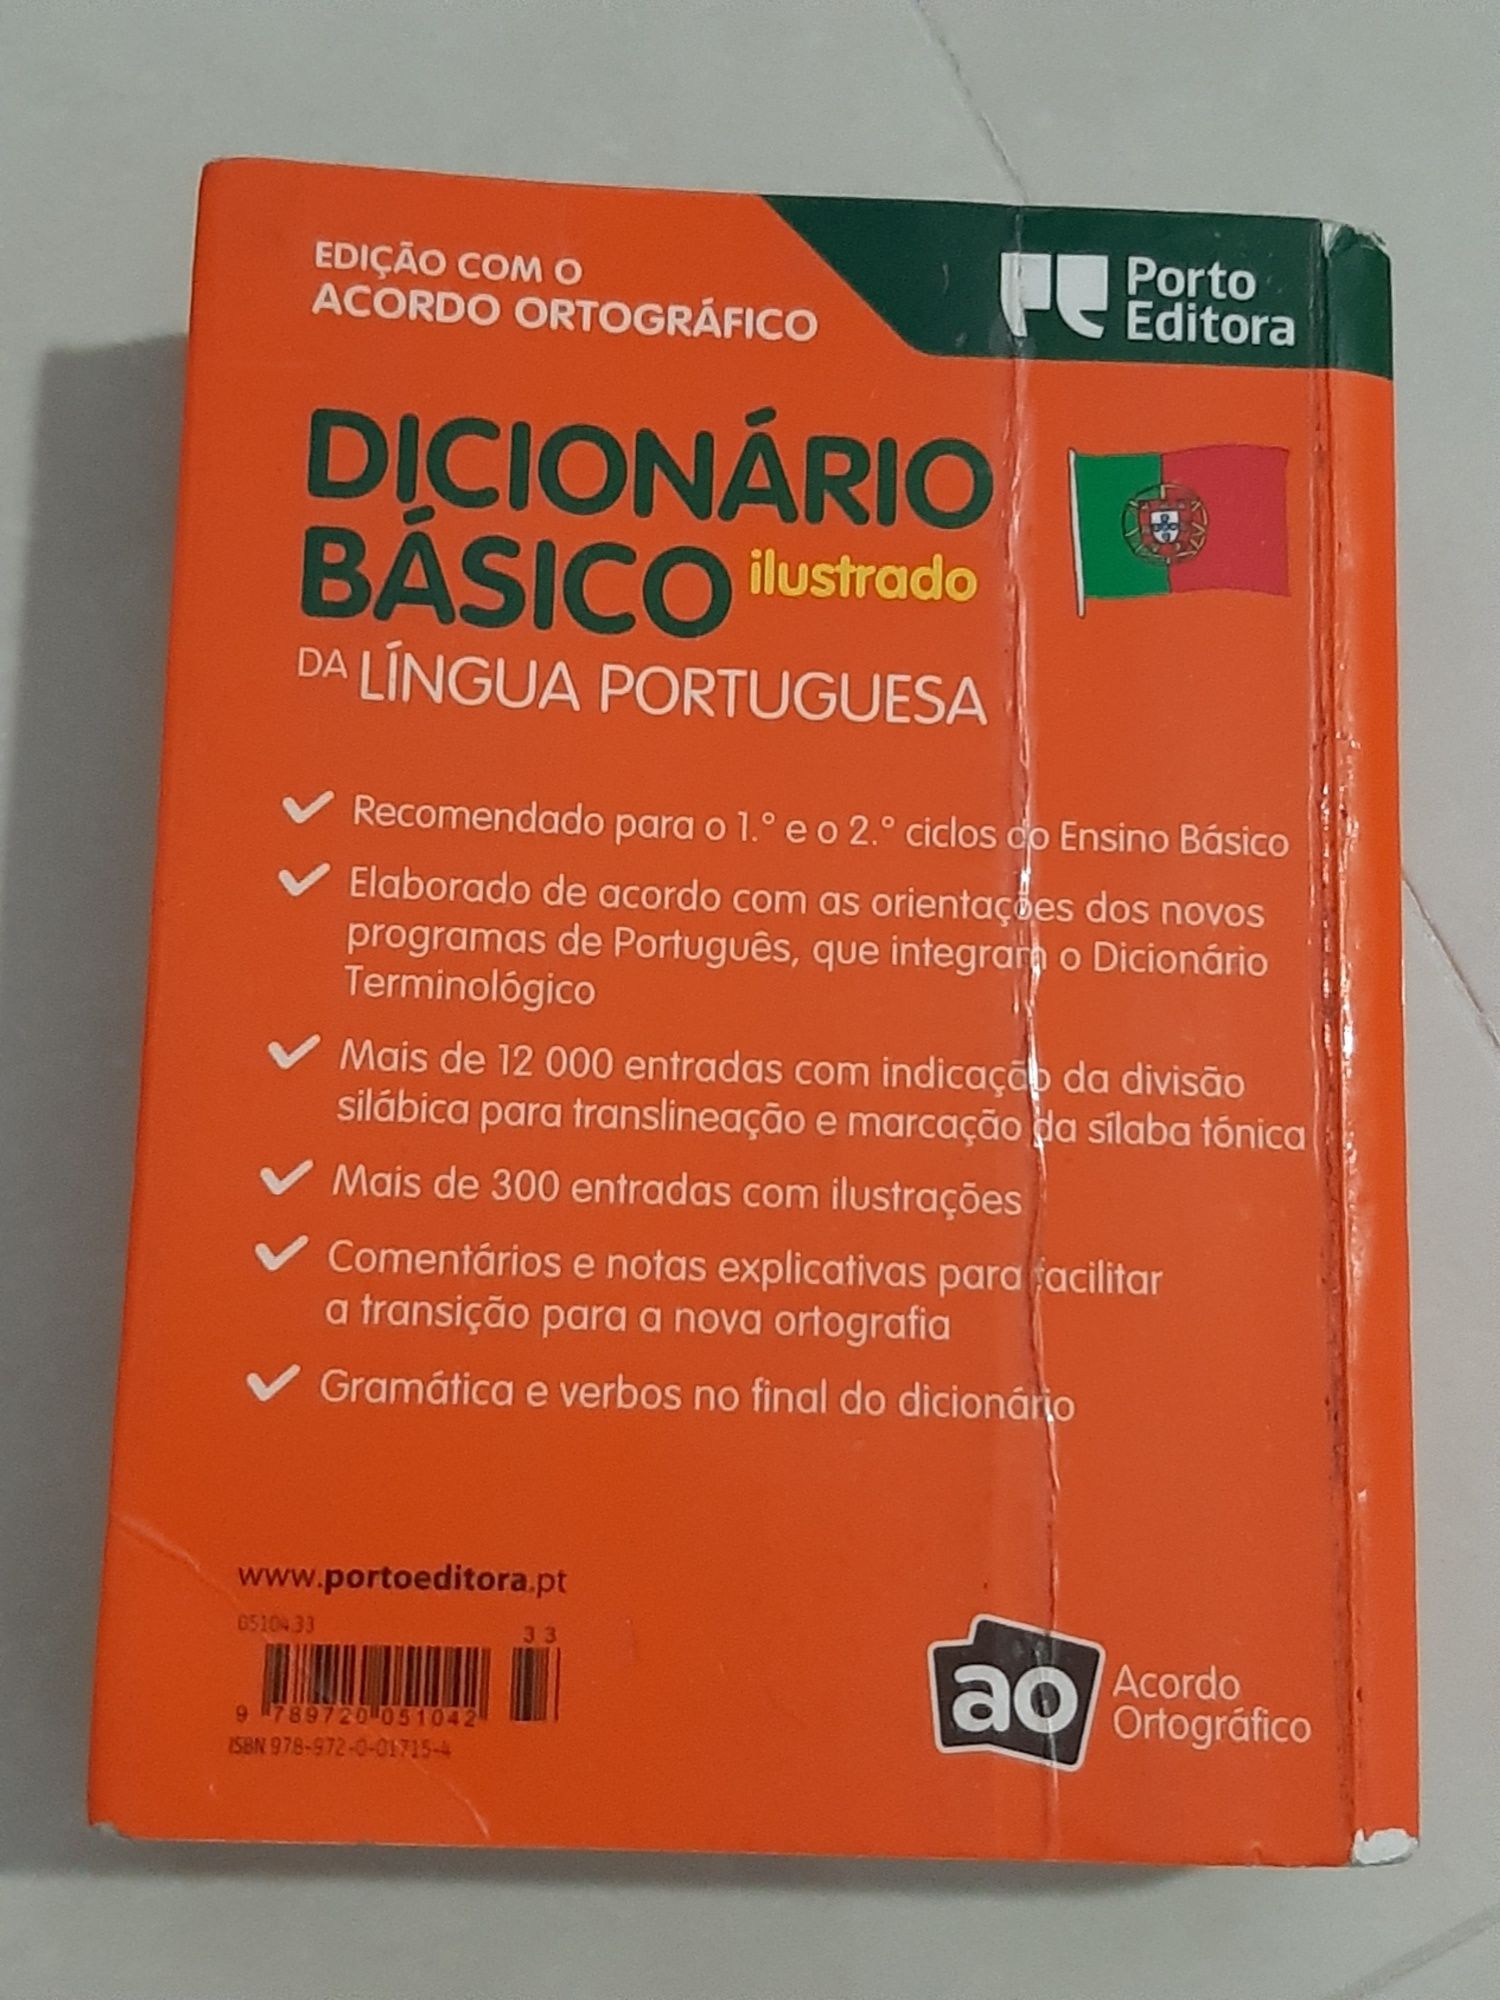 EDIÇÃO COM O
ACORDO ORTOGRÁFICO
Porto
Editora
DICIONÁRIO
BÁSICO ilustrado
DA LÍNGUA PORTUGUESA
Recomendado para o 1.º e o 2.º ciclos do Ensino Básico
Elaborado de acordo com as orientações dos novos
programas de Português, que integram o Dicionário
Terminológico
Mais de 12 000 entradas com indicação da divisão
silábica para translineação e marcação da sílaba tónica
Mais de 300 entradas com ilustrações
Comentários e notas explicativas para facilitar
a transição para a nova ortografia
Gramática e verbos no final do dicionário
www.portoeditora.pt
05104.33
33
9 789720 051042
ISBN 978-972-0-01715-4
ao
Acordo
Ortográfico